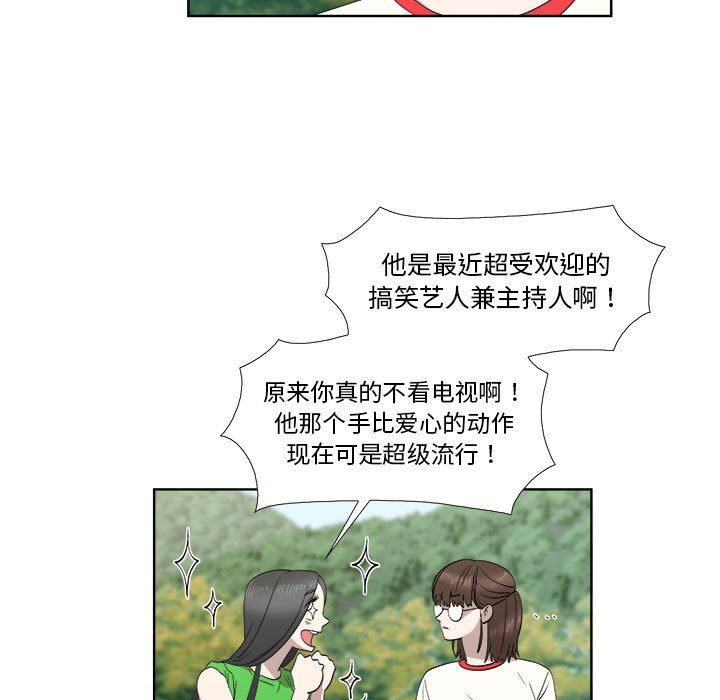 他是最近超受欢迎的
搞笑艺人兼主持人啊！
原来你真的不看电视啊！
他那个手比爱心的动作
现在可是超级流行！